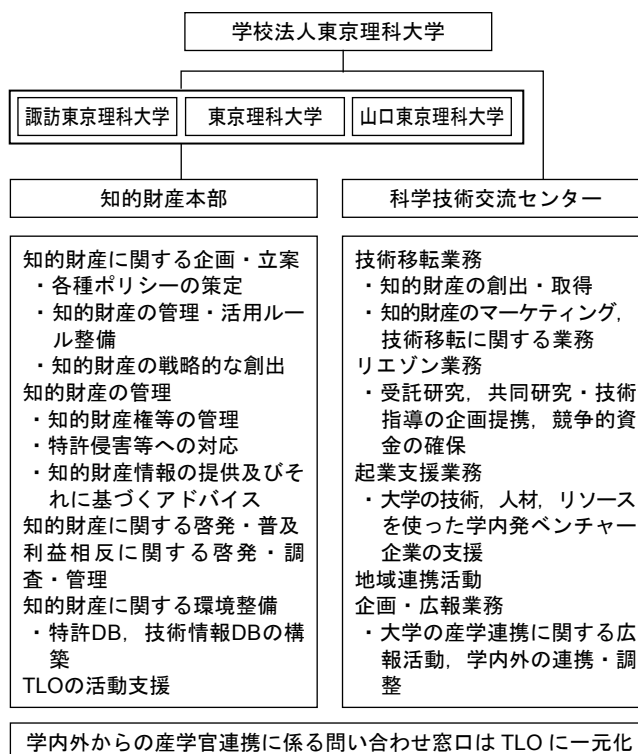 学校法人東京理科大学
諏訪東京理科大学
東京理科大学
山口東京理科大学
知的財産本部
科学技術交流センター
知的財産に関する企画・立案
・各種ポリシーの策定
・知的財産の管理・活用ルー
ル整備
・知的財産の戦略的な創出
知的財産の管理
・知的財産権等の管理
・特許侵害等への対応
・知的財産情報の提供及びそ
れに基づくアドバイス
知的財産に関する啓発・普及
利益相反に関する啓発・調
査・管理
知的財産に関する環境整備
・特許DB，技術情報DBの構
築
TLOの活動支援
技術移転業務
・知的財産の創出・取得
・知的財産のマーケティング，
技術移転に関する業務
リエゾン業務
・受託研究，共同研究・技術
指導の企画提携，競争的資
金の確保
起業支援業務
・大学の技術，人材，リソース
を使った学内発ベンチャー
企業の支援
地域連携活動
企画・広報業務
・大学の産学連携に関する広
報活動，学内外の連携・調
整
学内外からの産学官連携に係る問い合わせ窓口は TLO に一元化